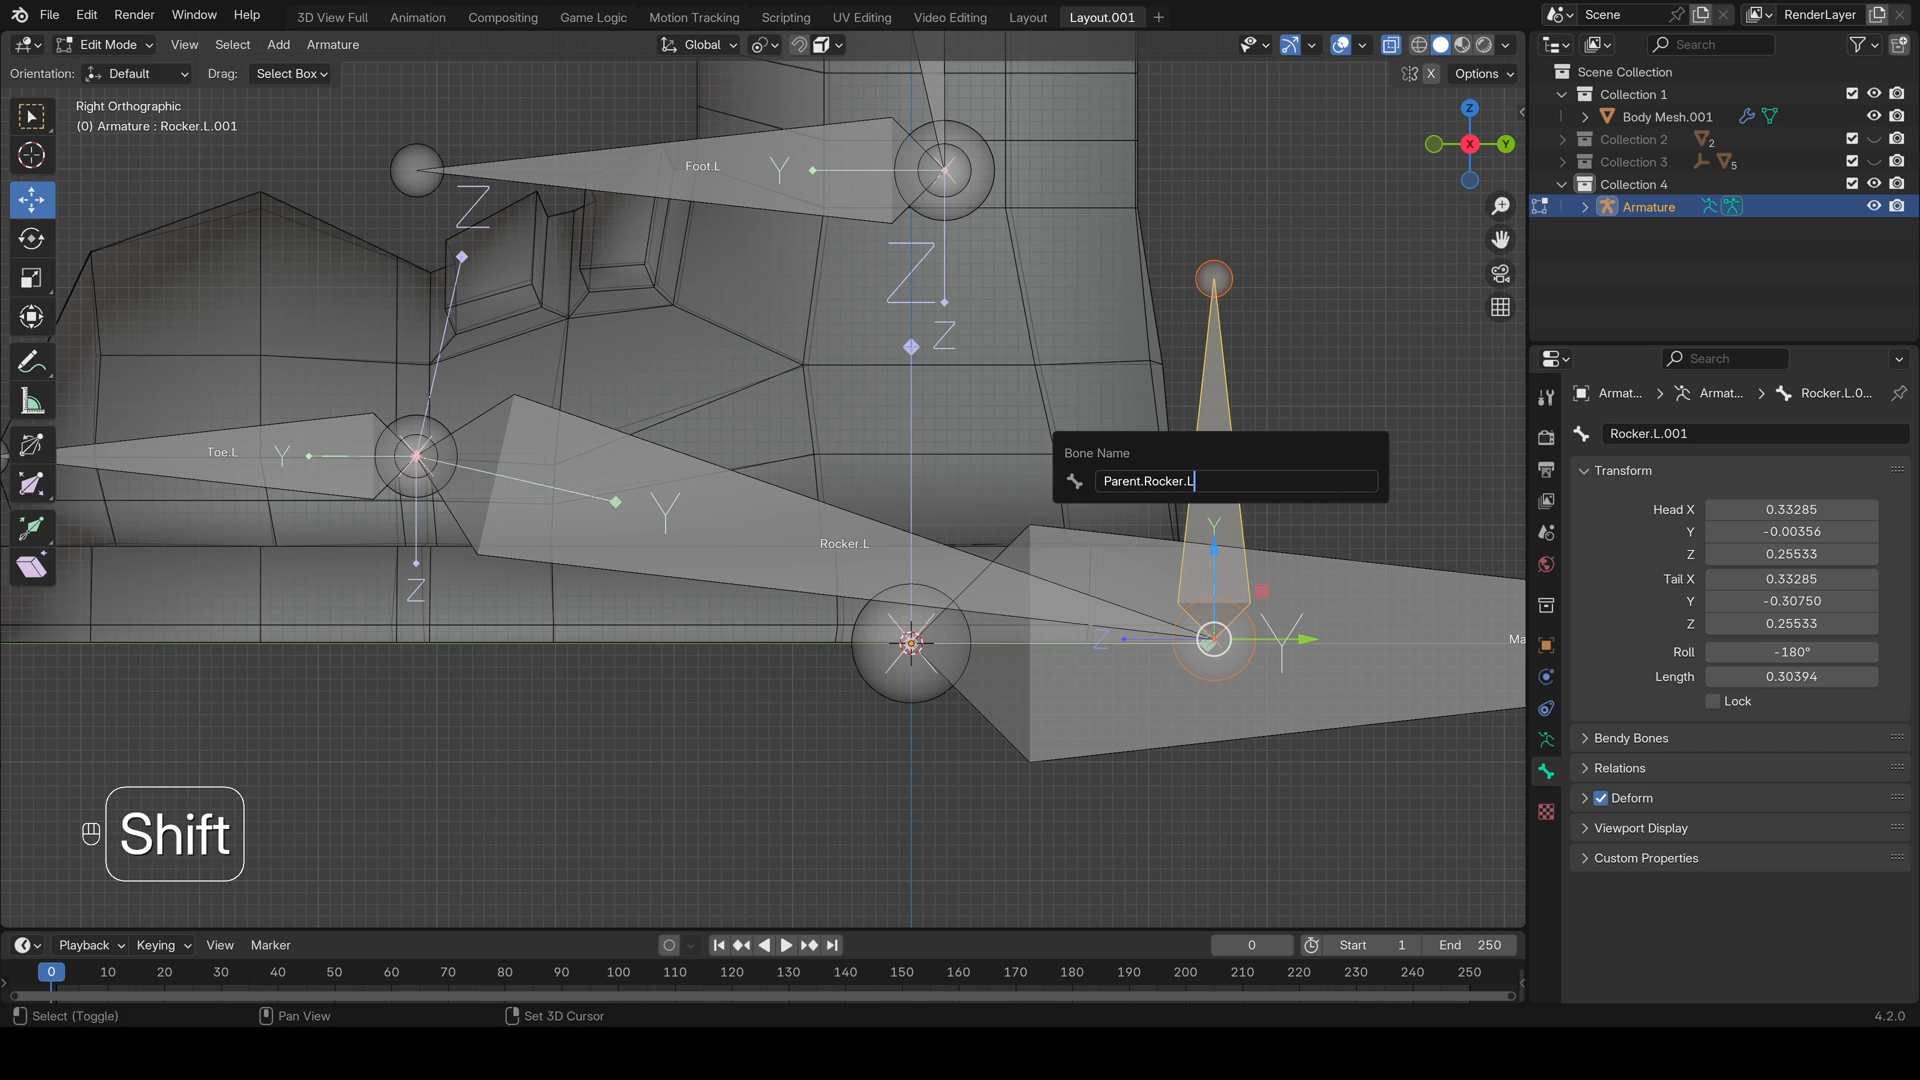 File Edit Render Window Help 3D View Full Animation Compositing Game Logic Motion Tracking Scripting UV Editing Video Editing Layout Layout.001 Scene RenderLayer
Edit Mode View Select Add Armature Global Search
Orientation: Default Drag: Select Box X Options
Scene Collection
Right Orthographic
(0) Armature : Rocker.L.001
Collection 1
Body Mesh.001
Collection 2 2
Collection 3 5
Collection 4
Armature
Z
X
Y
Foot.L
Y
Z
Z
Z
Search
Armat... Armat... Rocker.L.0...
Rocker.L.001
Toe.L
Y
Y
Z
Rocker.L
Bone Name
Parent.Rocker.L
Y
Z
Y
Ma
Transform
Head X 0.33285
Y -0.00356
Z 0.25533
Tail X 0.33285
Y -0.30750
Z 0.25533
Roll -180°
Length 0.30394
Lock
Bendy Bones
Relations
Deform
Viewport Display
Custom Properties
Shift
Playback Keying View Marker 0 Start 1 End 250
0 10 20 30 40 50 60 70 80 90 100 110 120 130 140 150 160 170 180 190 200 210 220 230 240 250
Select (Toggle) Pan View Set 3D Cursor 4.2.0